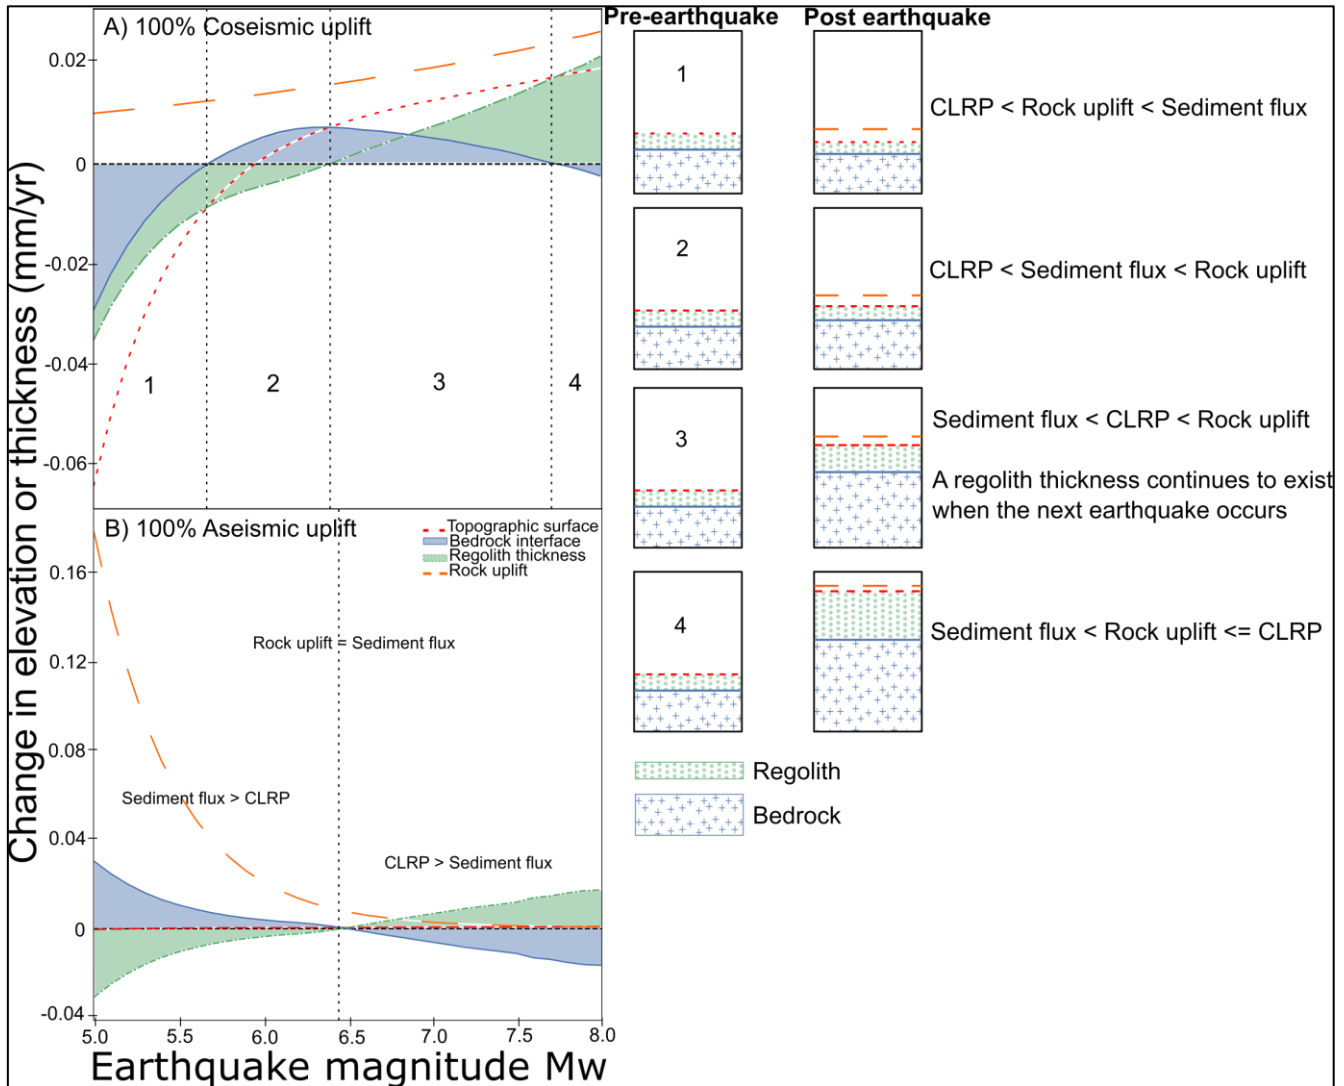 A) 100% Coseismic uplift
0.02
0
-0.02
-0.04
-0.06
1
2
3
4
Change in elevation or thickness (mm/yr)
B) 100% Aseismic uplift
Topographic surface
Bedrock interface
Regolith thickness
Rock uplift
0.16
0.12
0.08
0.04
0
-0.04
Rock uplift = Sediment flux
Sediment flux > CLRP
CLRP > Sediment flux
5.0
5.5
6.0
6.5
7.0
7.5
8.0
Earthquake magnitude Mw
Pre-earthquake
Post earthquake
1
CLRP < Rock uplift < Sediment flux
2
CLRP < Sediment flux < Rock uplift
3
Sediment flux < CLRP < Rock uplift
A regolith thickness continues to exist
when the next earthquake occurs
4
Sediment flux < Rock uplift <= CLRP
Regolith
Bedrock